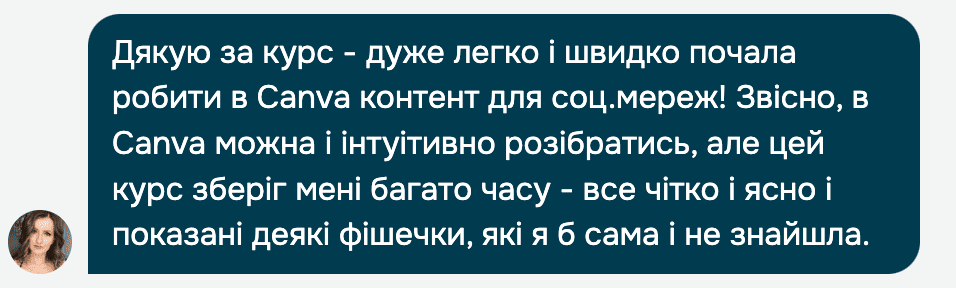 Дякую за курс - дуже легко і швидко почала
робити в Canva контент для соц.мереж! Звісно, в
Canva можна і інтуітивно розібратись, але цей
курс зберіг мені багато часу - все чітко і ясно і
показані деякі фішечки, які я б сама і не знайшла.